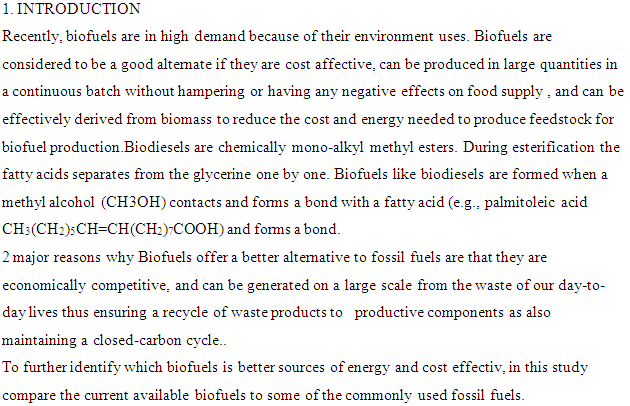 1. INTRODUCTION
Recently, biofuels are in high demand because of their environment uses. Biofuels are
considered to be a good alternate if they are cost affective, can be produced in large quantities in
a continuous batch without hampering or having any negative effects on food supply , and can be
effectively derived from biomass to reduce the cost and energy needed to produce feedstock for
biofuel production.Biodiesels are chemically mono-alkyl methyl esters. During esterification the
fatty acids separates from the glycerine one by one. Biofuels like biodiesels are formed when a
methyl alcohol (CH3OH) contacts and forms a bond with a fatty acid (e.g., palmitoleic acid
CH₃(CH₂)₅CH=CH(CH₂)₇COOH) and forms a bond.
2 major reasons why Biofuels offer a better alternative to fossil fuels are that they are
economically competitive, and can be generated on a large scale from the waste of our day-to-
day lives thus ensuring a recycle of waste products to productive components as also
maintaining a closed-carbon cycle..
To further identify which biofuels is better sources of energy and cost effectiv, in this study
compare the current available biofuels to some of the commonly used fossil fuels.